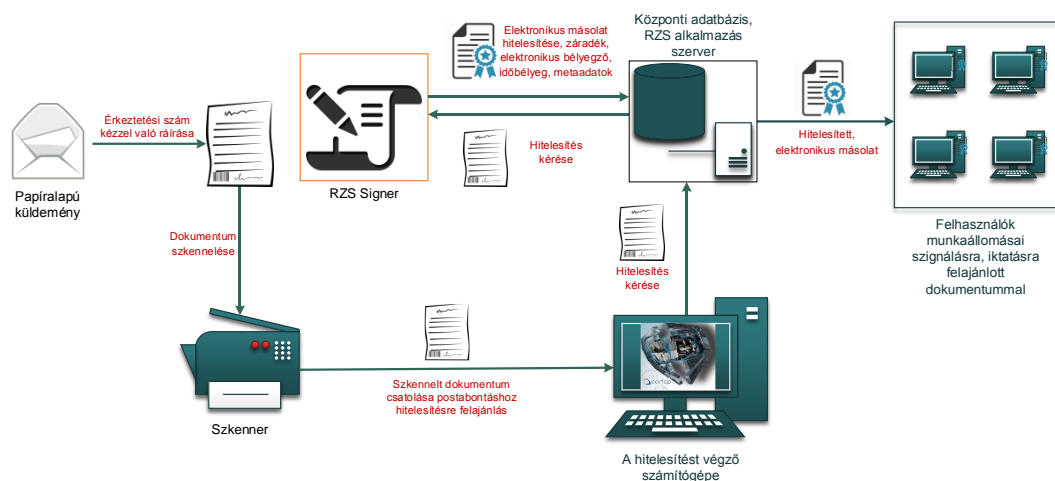 Elektronikus másolat
hitelesítése, záradék,
elektronikus bélyegző,
időbélyeg, metaadatok
Központi adatbázis,
RZS alkalmazás
szerver
Érkeztetési szám
kézzel való ráírása
Hitelesítés
kérése
Hitelesített,
elektronikus másolat
Papíralapú
küldemény
RZS Signer
Dokumentum
szkennelése
Hitelesítés
kérése
Felhasználók
munkaállomásai
szignálásra, iktatásra
felajánlott
dokumentummal
Szkennelt dokumentum
csatolása postabontáshoz
hitelesítésre felajánlás
Szkenner
A hitelesítést végző
számítógépe